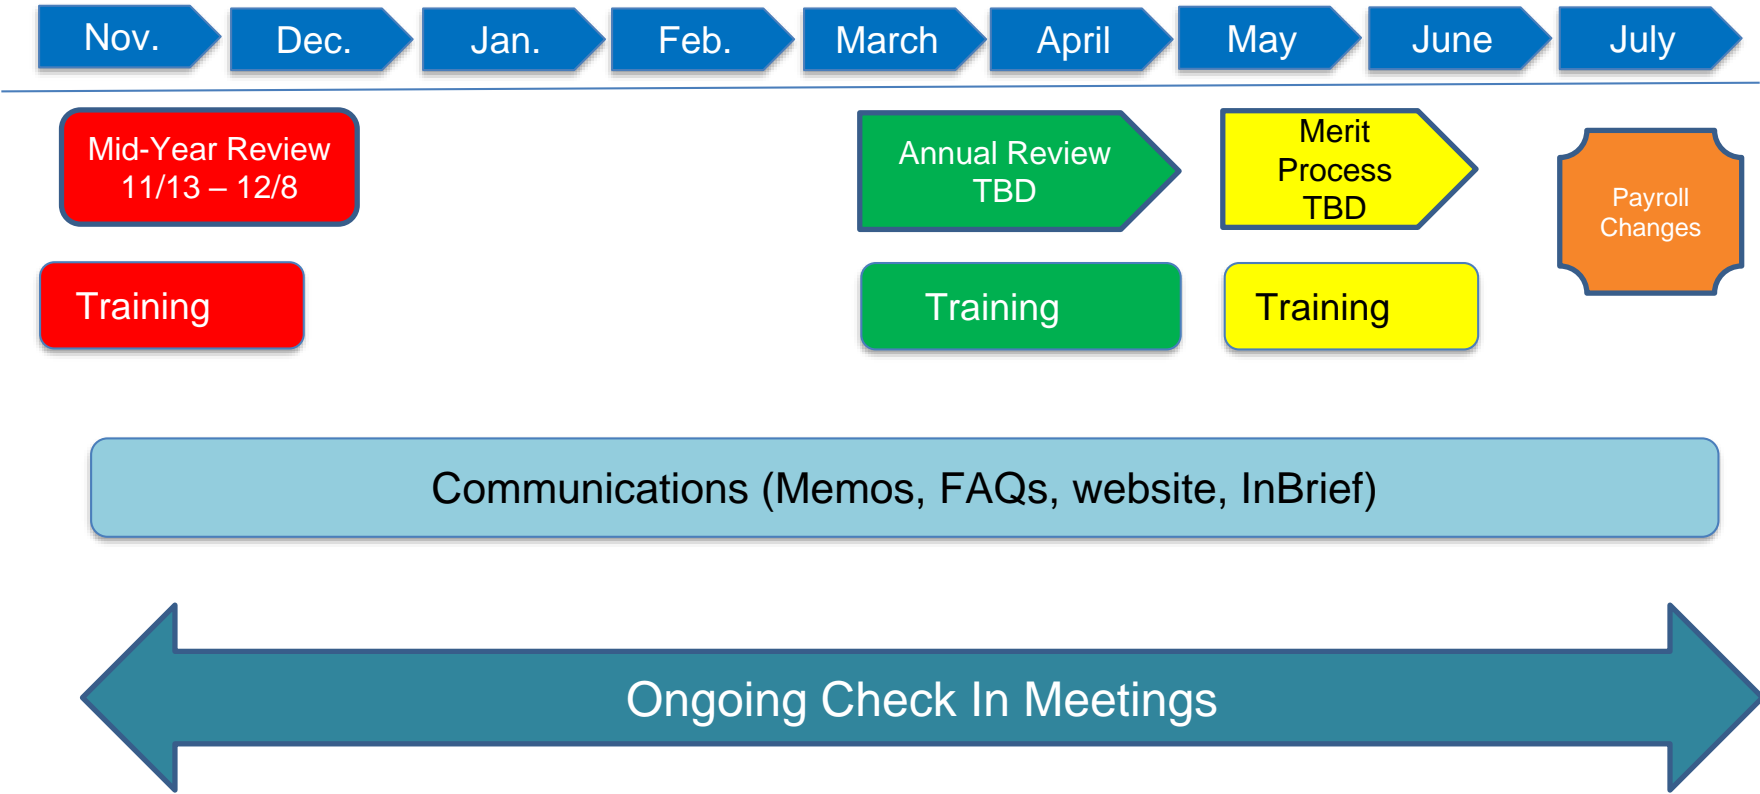 Nov.
Dec.
Jan.
Feb.
March
April
May
June
July
Mid-Year Review
11/13 – 12/8
Annual Review
TBD
Merit
Process
TBD
Payroll
Changes
Training
Training
Training
Communications (Memos, FAQs, website, InBrief)
Ongoing Check In Meetings